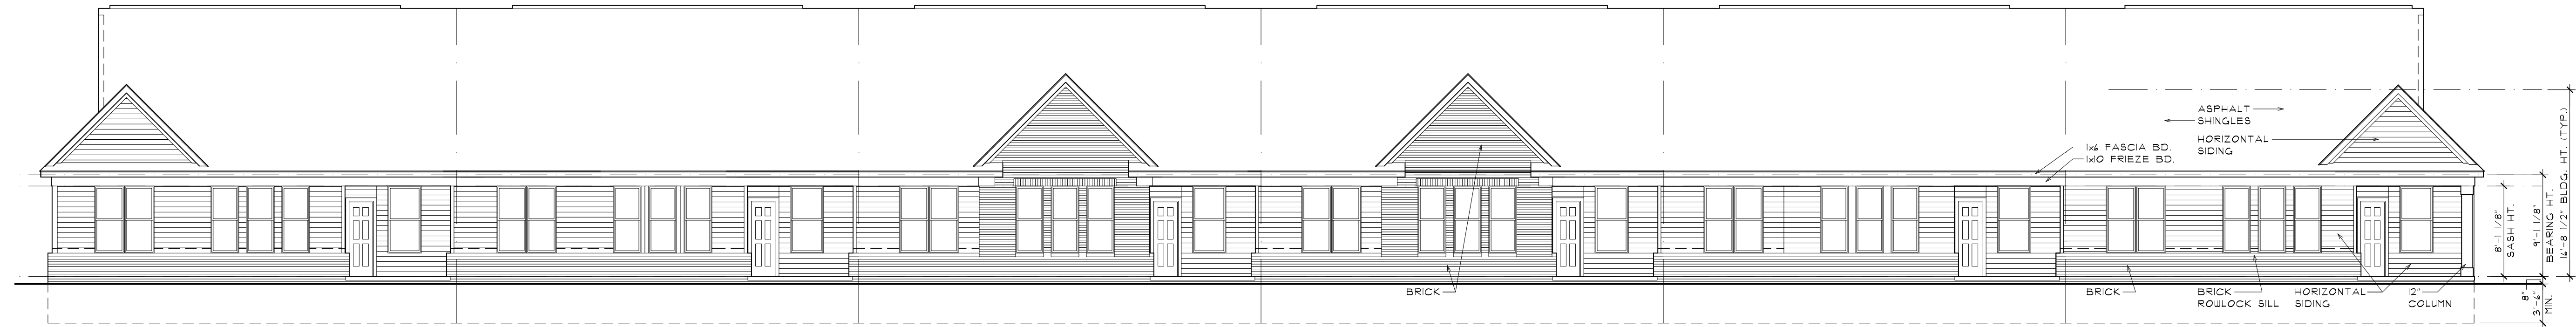 ASPHALT
SHINGLES
HORIZONTAL
SIDING
1x6 FASCIA BD.
1x10 FRIEZE BD.
BRICK
BRICK
BRICK
ROWLOCK SILL
HORIZONTAL
SIDING
12"
COLUMN
8'-1 1/8"
SASH HT.
9'-1 1/8"
BEARING HT.
16'-8 1/2" BLDG. HT. (TYP.)
8"
3'-6"
MIN.